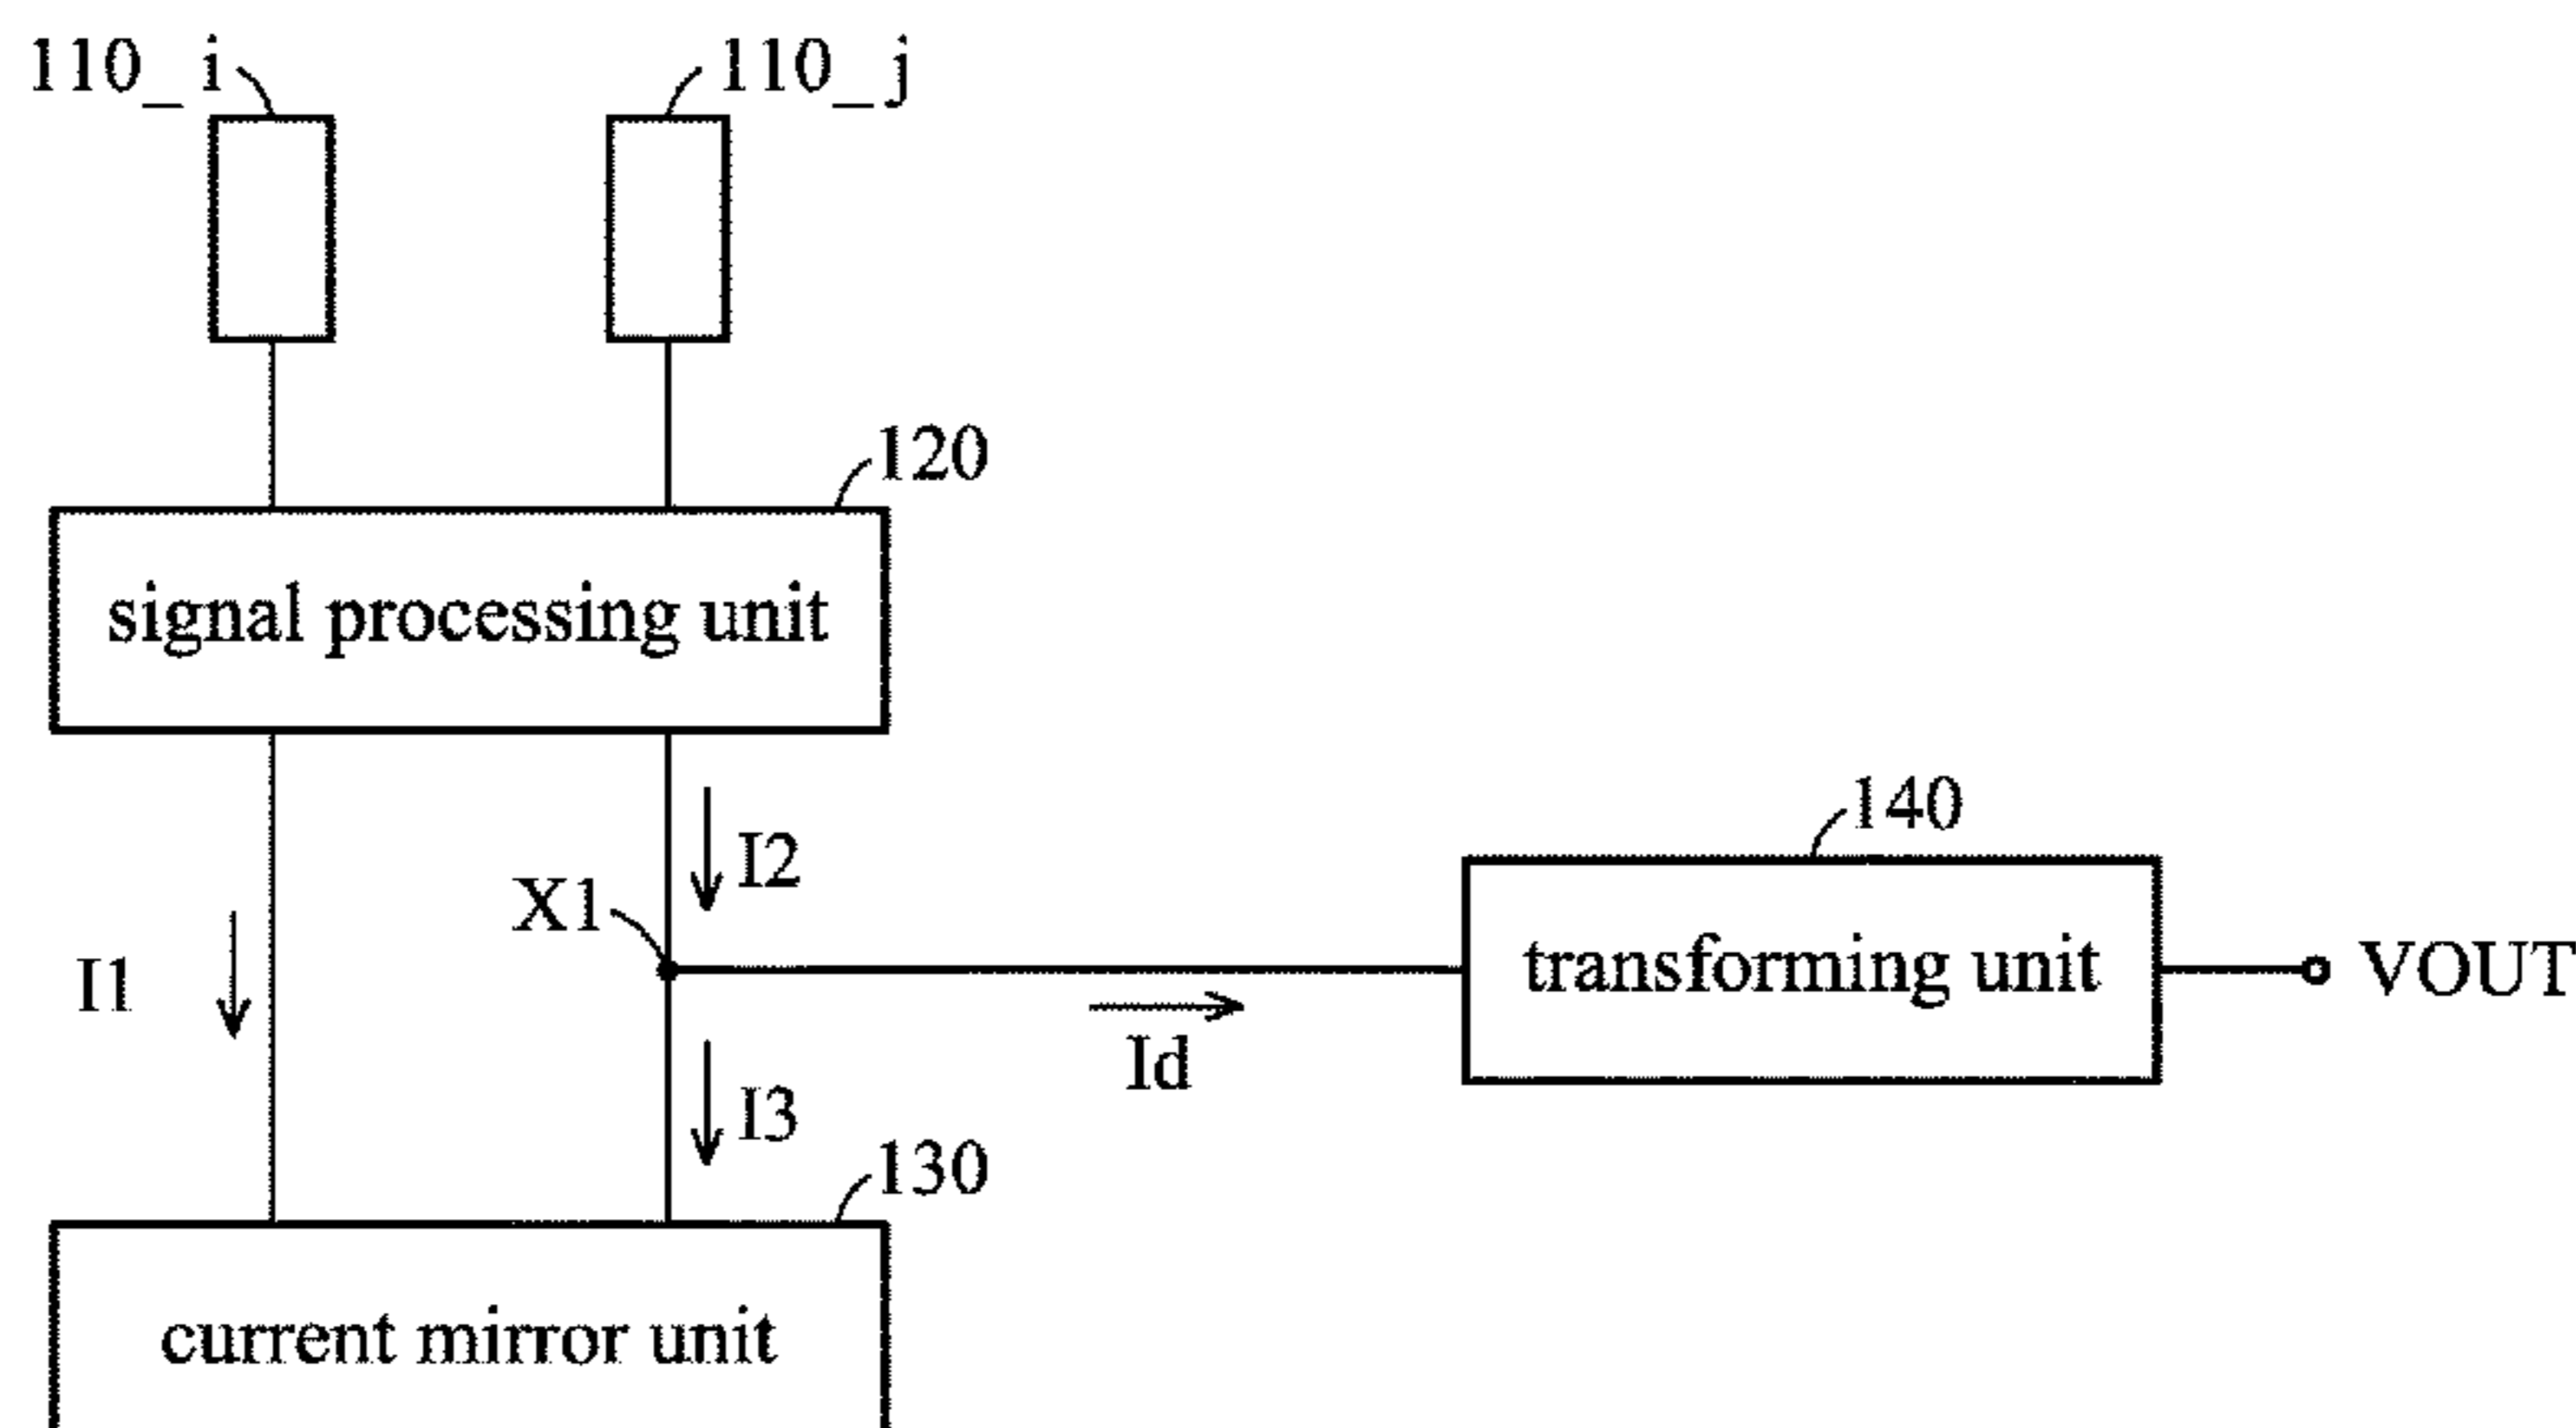 110_i
110_j
120
signal processing unit
I2
140
X1
transforming unit
VOUT
I1
Id
I3
130
current mirror unit